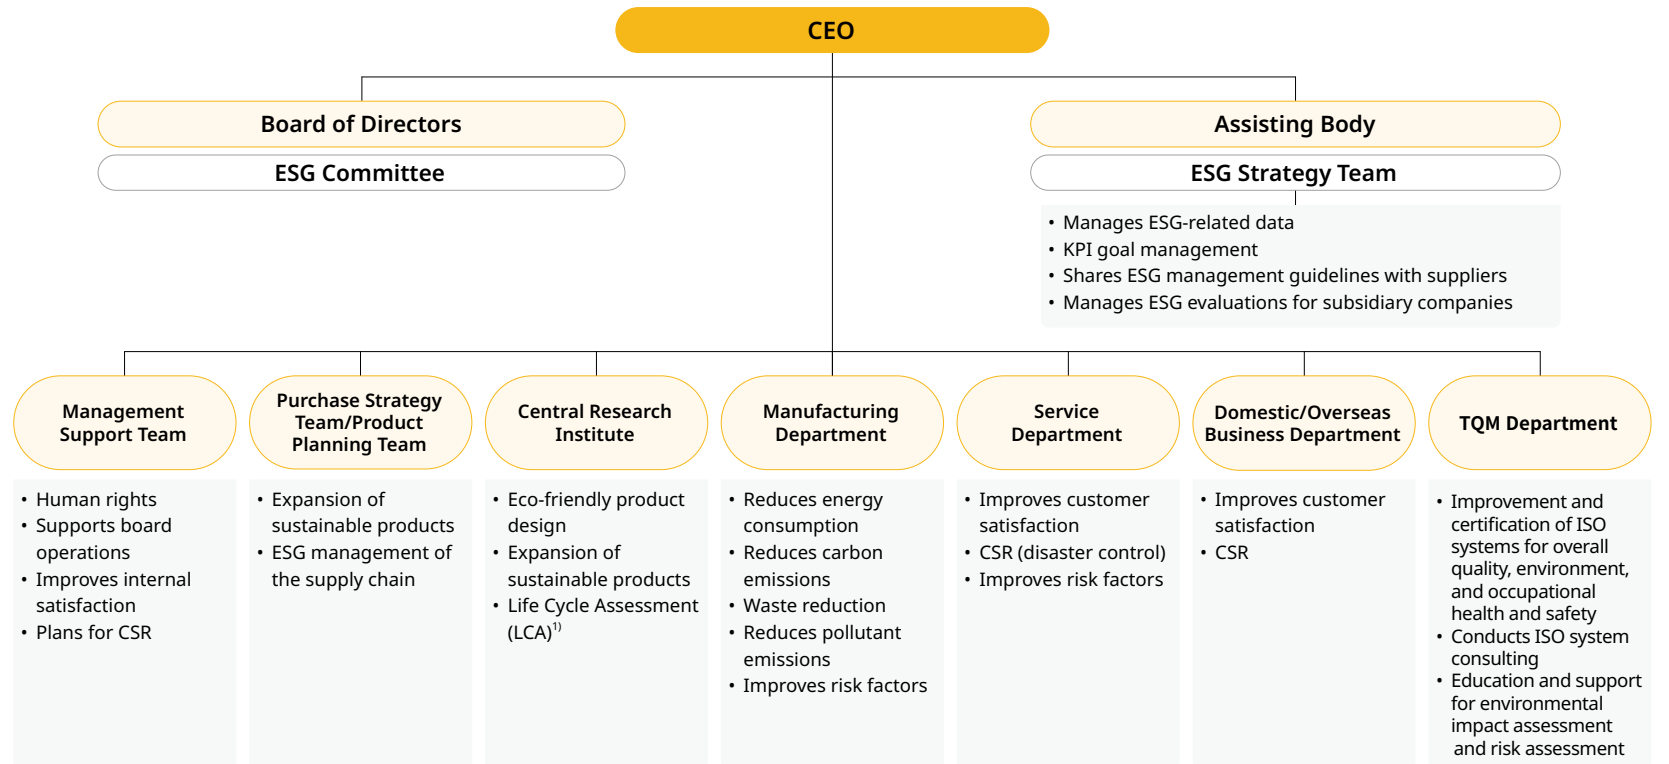 CEO
Board of Directors
ESG Committee
Assisting Body
ESG Strategy Team
• Manages ESG-related data
• KPI goal management
• Shares ESG management guidelines with suppliers
• Manages ESG evaluations for subsidiary companies
Management
Support Team
• Human rights
• Supports board
operations
• Improves internal
satisfaction
• Plans for CSR
Purchase Strategy
Team/Product
Planning Team
• Expansion of
sustainable products
• ESG management of
the supply chain
Central Research
Institute
• Eco-friendly product
design
• Expansion of
sustainable products
• Life Cycle Assessment
(LCA)1)
Manufacturing
Department
• Reduces energy
consumption
• Reduces carbon
emissions
• Waste reduction
• Reduces pollutant
emissions
• Improves risk factors
Service
Department
• Improves customer
satisfaction
• CSR (disaster control)
• Improves risk factors
Domestic/Overseas
Business Department
• Improves customer
satisfaction
• CSR
TQM Department
• Improvement and
certification of ISO
systems for overall
quality, environment,
and occupational
health and safety
• Conducts ISO system
consulting
• Education and support
for environmental
impact assessment
and risk assessment